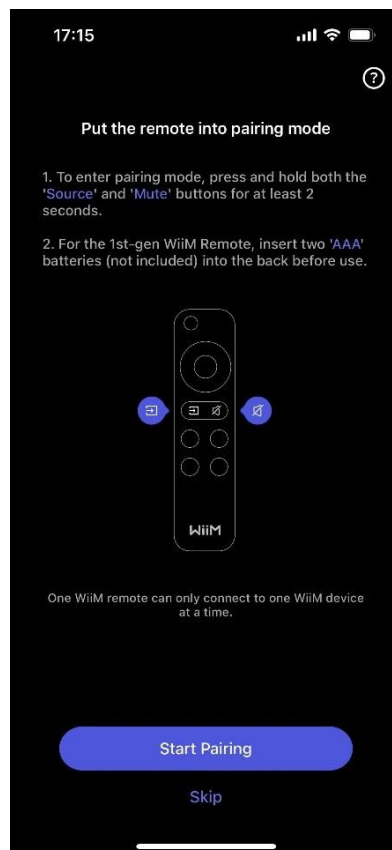 17:15
?
Put the remote into pairing mode
1. To enter pairing mode, press and hold both the
'Source' and 'Mute' buttons for at least 2
seconds.
2. For the 1st-gen WiiM Remote, insert two 'AAA'
batteries (not included) into the back before use.
WiiM
One WiiM remote can only connect to one WiiM device
at a time.
Start Pairing
Skip